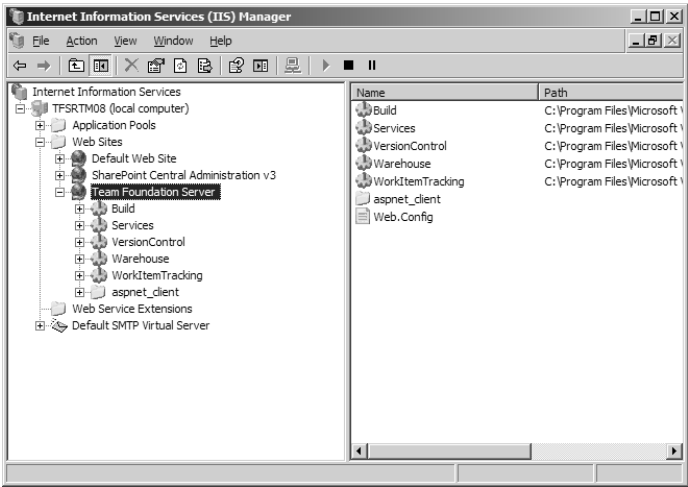 Internet Information Services (IIS) Manager
File Action View Window Help
Internet Information Services
TFSRTM08 (local computer)
Application Pools
Web Sites
Default Web Site
SharePoint Central Administration v3
Team Foundation Server
Build
Services
VersionControl
Warehouse
WorkItemTracking
aspnet_client
Web Service Extensions
Default SMTP Virtual Server
Name Path
Build C:\Program Files\Microsoft
Services C:\Program Files\Microsoft
VersionControl C:\Program Files\Microsoft
Warehouse C:\Program Files\Microsoft
WorkItemTracking C:\Program Files\Microsoft
aspnet_client
Web.Config